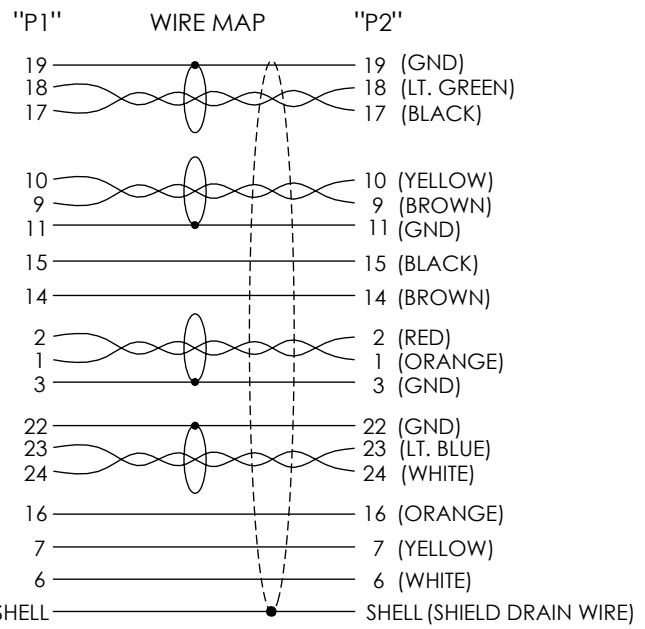 "P1" WIRE MAP "P2"
19 19 (GND)
18 18 (LT. GREEN)
17 17 (BLACK)
10 10 (YELLOW)
9 9 (BROWN)
11 11 (GND)
15 15 (BLACK)
14 14 (BROWN)
2 2 (RED)
1 1 (ORANGE)
3 3 (GND)
22 22 (GND)
23 23 (LT. BLUE)
24 24 (WHITE)
16 16 (ORANGE)
7 7 (YELLOW)
6 6 (WHITE)
SHELL SHELL (SHIELD DRAIN WIRE)